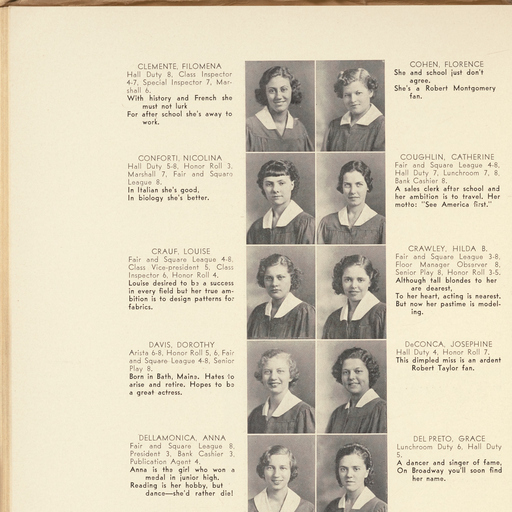 CLEMENTE, FILOMENA
Hall Duty 8, Class Inspector
4-7, Special Inspector 7, Mar-
shall 6.
With history and French she
must not lurk
For after school she's away to
work.
COHEN, FLORENCE
She and school just don't
agree.
She's a Robert Montgomery
fan.
CONFORTI, NICOLINA
Hall Duty 5-8, Honor Roll 3,
Marshall 7, Fair and Square
League 8.
In Italian she's good,
In biology she's better.
COUGHLIN, CATHERINE
Fair and Square League 4-8,
Hall Duty 7, Lunchroom 7, 8,
Bank Cashier 8.
A sales clerk after school and
her ambition is to travel. Her
motto: "See America first."
CRAUF, LOUISE
Fair and Square League 4-8,
Class Vice-president 5, Class
Inspector 6, Honor Roll 4.
Louise desired to be a success
in every field but her true am-
bition is to design patterns for
fabrics.
CRAWLEY, HILDA B.
Fair and Square League 3-8,
Floor Manager Observer 8,
Senior Play 8, Honor Roll 3-5.
Although tall blondes to her
are dearest,
To her heart, acting is nearest.
But now her pastime is model-
ing.
DAVIS, DOROTHY
Arista 6-8, Honor Roll 5, 6, Fair
and Square League 4-8, Senior
Play 8.
Born in Bath, Maine. Hates to
arise and retire. Hopes to be
a great actress.
DeCONCA, JOSEPHINE
Hall Duty 4, Honor Roll 7.
This dimpled miss is an ardent
Robert Taylor fan.
DELLAMONICA, ANNA
Fair and Square League 8,
President 3, Bank Cashier 3,
Publication Agent 4.
Anna is the girl who won a
medal in junior high.
Reading is her hobby, but
dance—she'd rather die!
DEL PRETO, GRACE
Lunchroom Duty 6, Hall Duty
5.
A dancer and singer of fame,
On Broadway you'll soon find
her name.